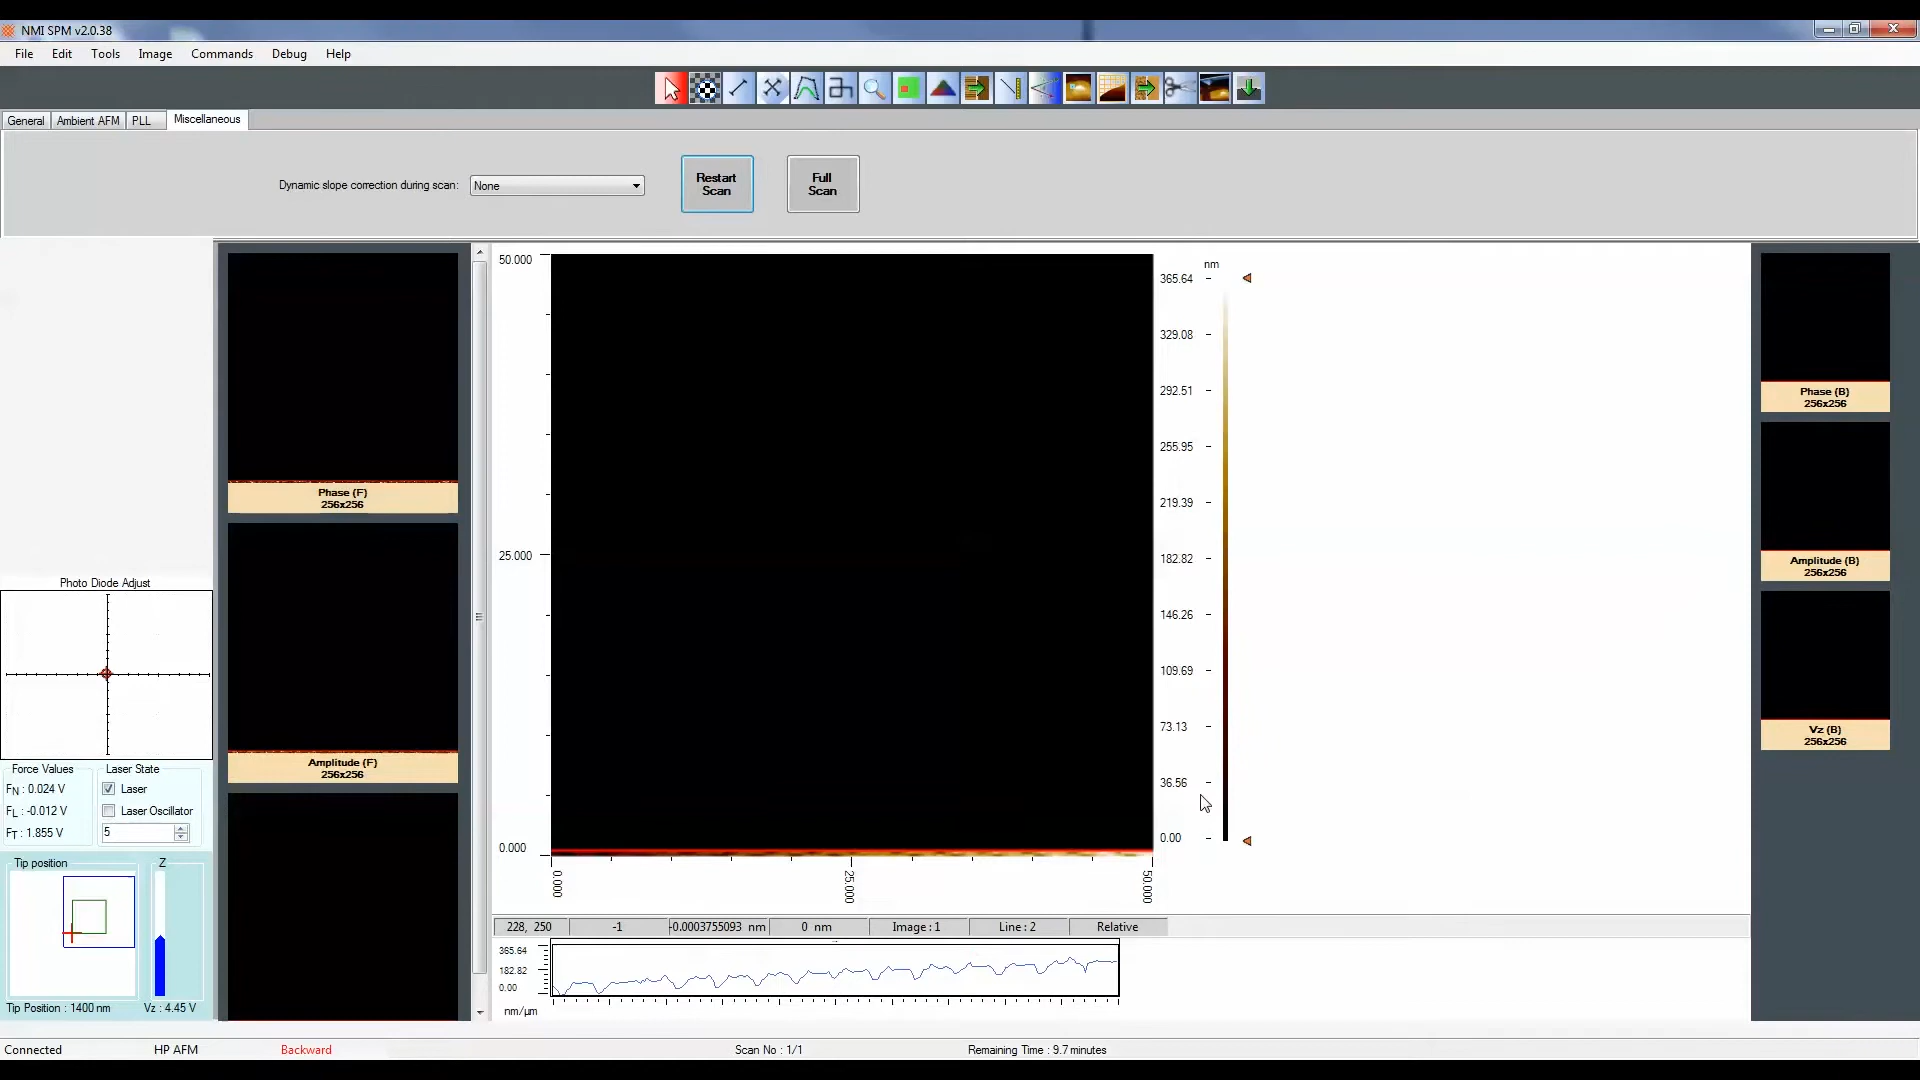 NMI SPM v2.0.38
File Edit Tools Image Commands Debug Help
General Ambient AFM PLL Miscellaneous
Dynamic slope correction during scan: None
Restart
Scan
Full
Scan
Phase (F)
256x256
Amplitude (F)
256x256
Photo Diode Adjust
Force Values
FN : 0.024 V
FL : -0.012 V
FT : 1.855 V
Laser State
Laser
Laser Oscillator
5
Tip position
Z
Tip Position : 1400 nm
Vz : 4.45 V
50.000
25.000
0.000
0.000
25.000
50.000
nm
365.64
329.08
292.51
255.95
219.39
182.82
146.26
109.69
73.13
36.56
0.00
228, 250 -1 -0.0003755093 nm 0 nm Image : 1 Line : 2 Relative
365.64
182.82
0.00
nm/μm
Phase (B)
256x256
Amplitude (B)
256x256
Vz (B)
256x256
Connected HP AFM Backward Scan No : 1/1 Remaining Time : 9.7 minutes